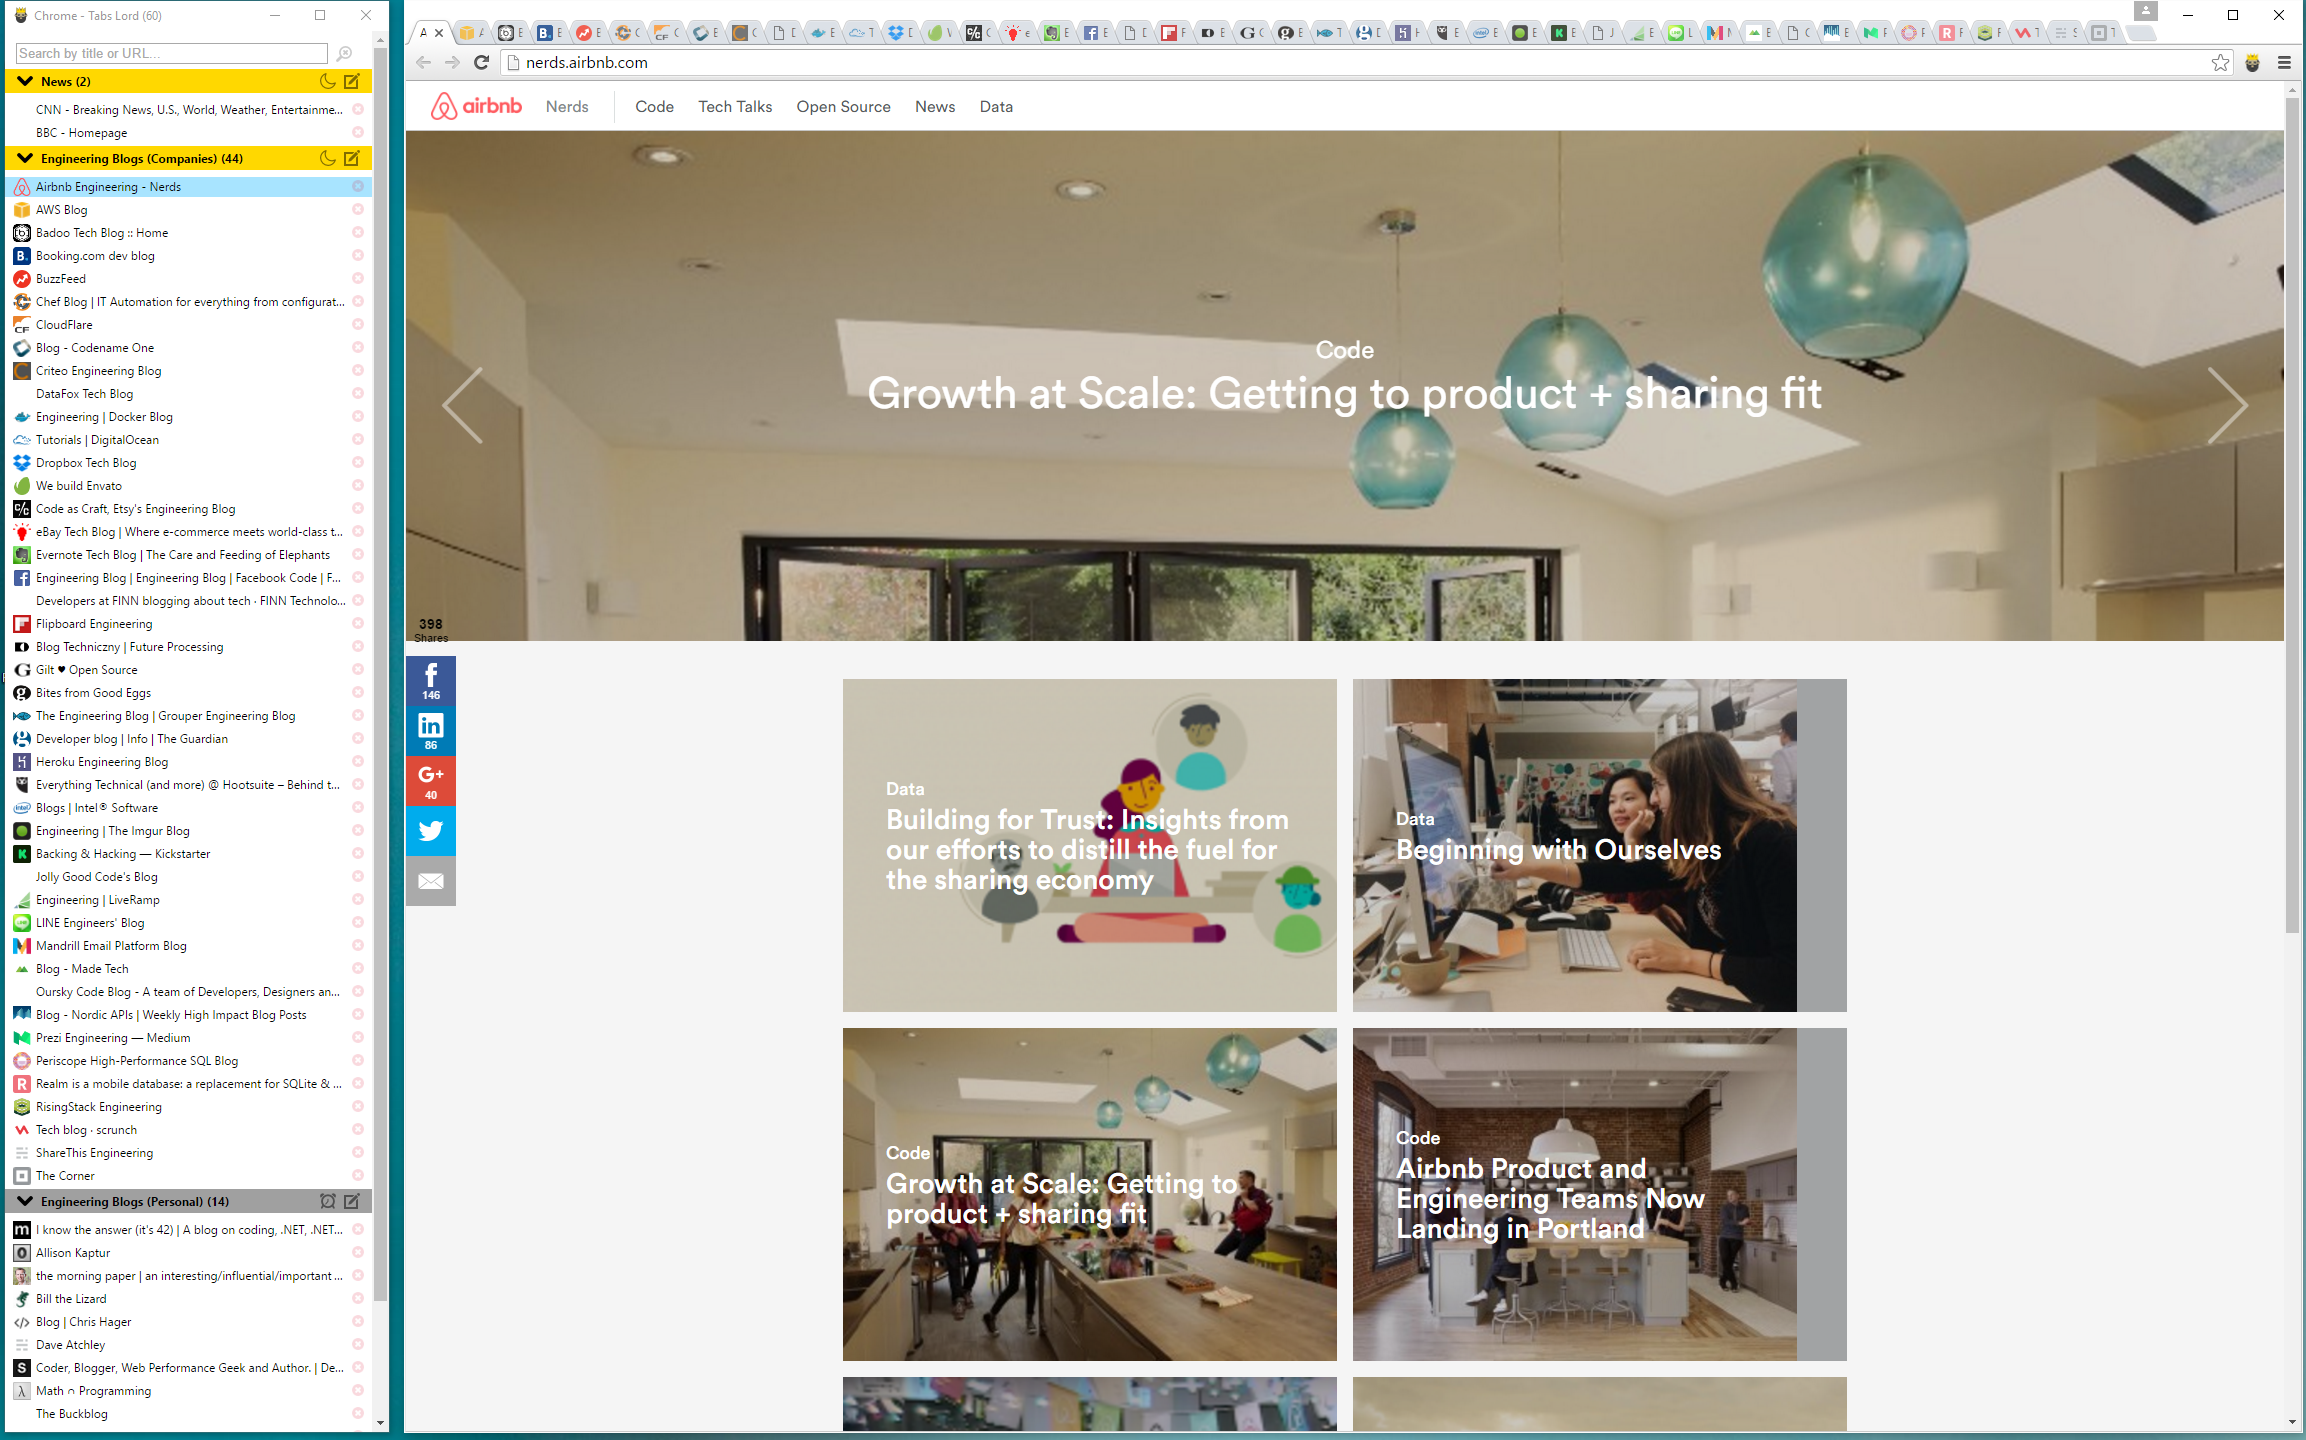 Chrome - Tabs Lord (60)
Search by title or URL...
News (2)
CNN - Breaking News, U.S., World, Weather, Entertainme...
BBC - Homepage
Engineering Blogs (Companies) (44)
Airbnb Engineering - Nerds
AWS Blog
Badoo Tech Blog :: Home
Booking.com dev blog
BuzzFeed
Chef Blog | IT Automation for everything from configurat...
CloudFlare
Blog - Codename One
Criteo Engineering Blog
DataFox Tech Blog
Engineering | Docker Blog
Tutorials | DigitalOcean
Dropbox Tech Blog
We build Envato
Code as Craft, Etsy's Engineering Blog
eBay Tech Blog | Where e-commerce meets world-class t...
Evernote Tech Blog | The Care and Feeding of Elephants
Engineering Blog | Engineering Blog | Facebook Code | F...
Developers at FINN blogging about tech · FINN Technolo...
Flipboard Engineering
Blog Techniczny | Future Processing
Gilt ♥ Open Source
Bites from Good Eggs
The Engineering Blog | Grouper Engineering Blog
Developer blog | Info | The Guardian
Heroku Engineering Blog
Everything Technical (and more) @ Hootsuite – Behind t...
Blogs | Intel® Software
Engineering | The Imgur Blog
Backing & Hacking — Kickstarter
Jolly Good Code's Blog
Engineering | LiveRamp
LINE Engineers' Blog
Mandrill Email Platform Blog
Blog - Made Tech
Oursky Code Blog - A team of Developers, Designers an...
Blog - Nordic APIs | Weekly High Impact Blog Posts
Prezi Engineering — Medium
Periscope High-Performance SQL Blog
Realm is a mobile database: a replacement for SQLite & ...
RisingStack Engineering
Tech blog · scrunch
ShareThis Engineering
The Corner
Engineering Blogs (Personal) (14)
I know the answer (it's 42) | A blog on coding, .NET, .NET...
Allison Kaptur
the morning paper | an interesting/influential/important ...
Bill the Lizard
Blog | Chris Hager
Dave Atchley
Coder, Blogger, Web Performance Geek and Author. | De...
Math ∩ Programming
The Buckblog
nerds.airbnb.com
airbnb Nerds Code Tech Talks Open Source News Data
Code
Growth at Scale: Getting to product + sharing fit
398
Shares
146
86
G+
40
Data
Building for Trust: Insights from
our efforts to distill the fuel for
the sharing economy
Data
Beginning with Ourselves
Code
Growth at Scale: Getting to
product + sharing fit
Code
Airbnb Product and
Engineering Teams Now
Landing in Portland